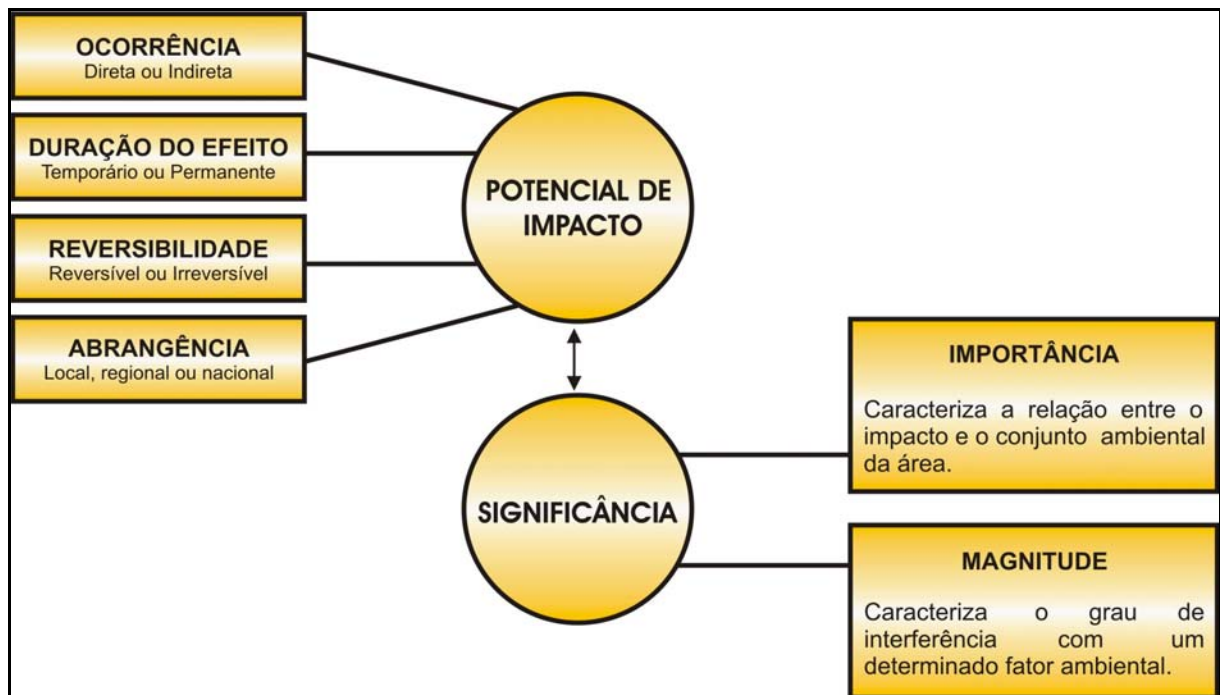 OCORRÊNCIA
Direta ou Indireta
DURAÇÃO DO EFEITO
Temporário ou Permanente
REVERSIBILIDADE
Reversível ou Irreversível
ABRANGÊNCIA
Local, regional ou nacional
POTENCIAL DE
IMPACTO
SIGNIFICÂNCIA
IMPORTÂNCIA
Caracteriza a relação entre o
impacto e o conjunto ambiental
da área.
MAGNITUDE
Caracteriza o grau de
interferência com um
determinado fator ambiental.